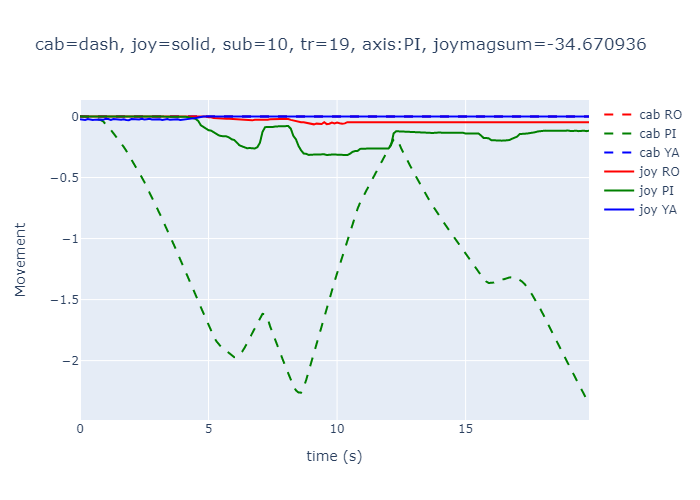 cab=dash, joy=solid, sub=10, tr=19, axis:PI, joymagsum=-34.670936
0
−0.5
−1
−1.5
−2
Movement
0
5
10
15
time (s)
cab RO
cab PI
cab YA
joy RO
joy PI
joy YA